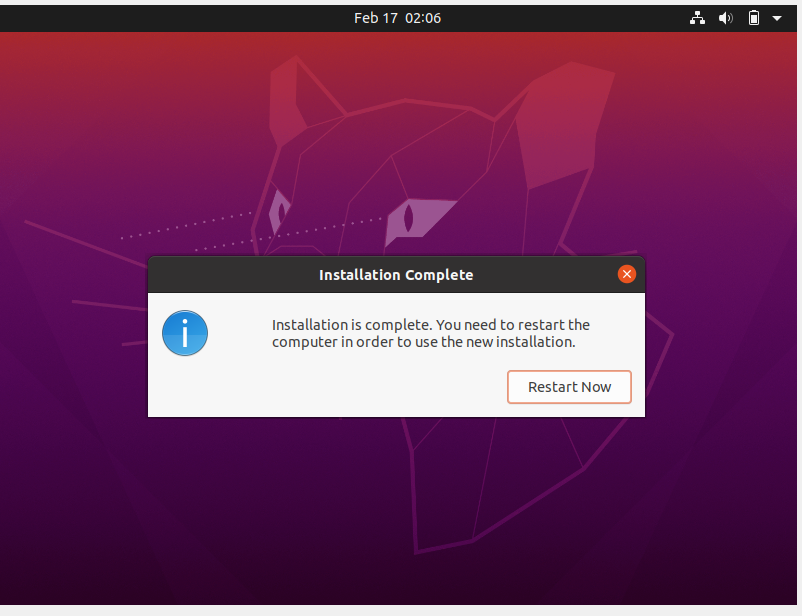 Feb 17 02:06
Installation Complete
Installation is complete. You need to restart the
computer in order to use the new installation.
Restart Now